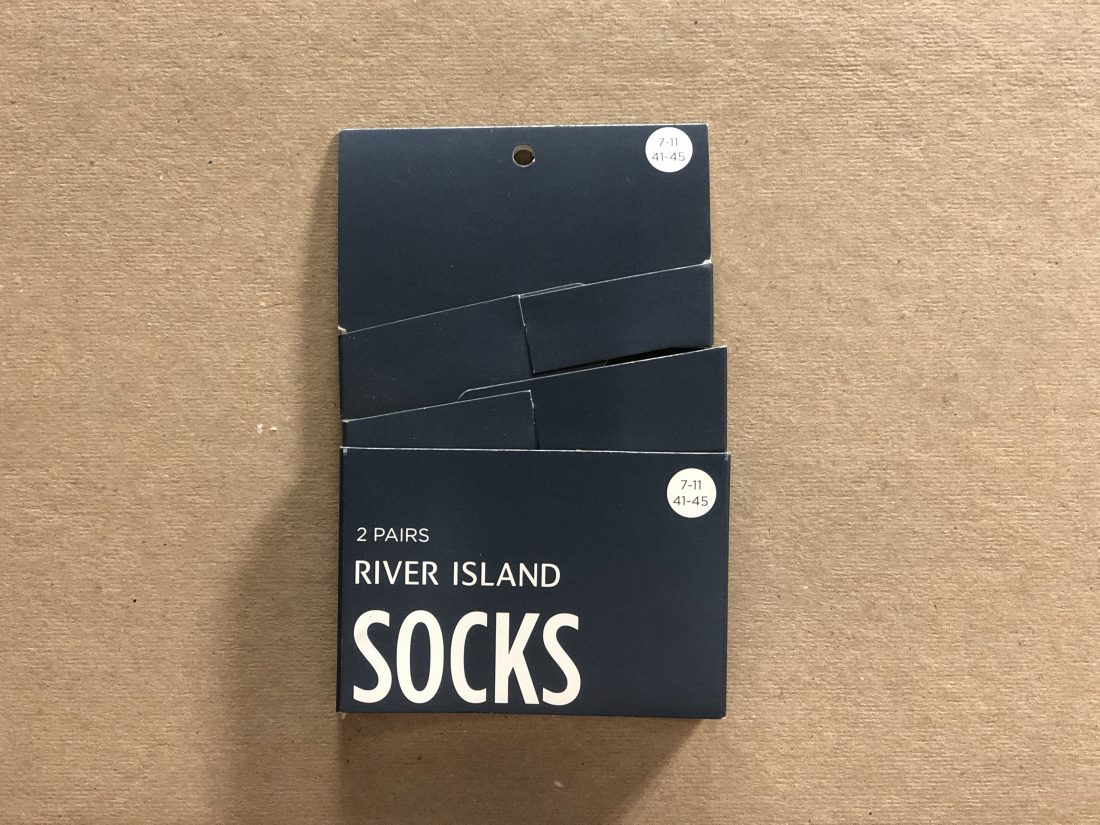 7-11
41-45
7-11
41-45
2 PAIRS
RIVER ISLAND
SOCKS